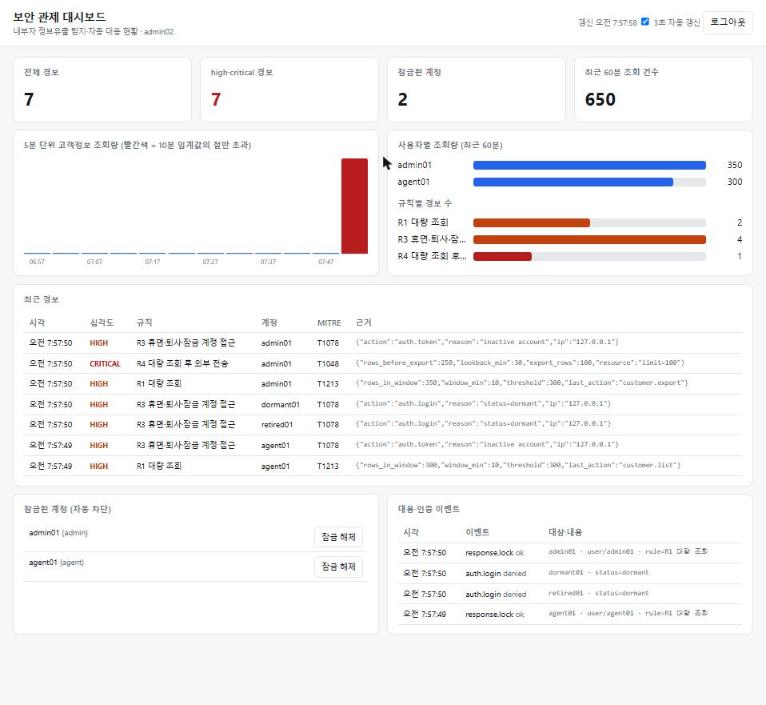 보안 관제 대시보드
내부자 정보유출 탐지·자동 대응 현황 · admin02
갱신 오전 7:57:58 3초 자동 갱신 로그아웃
전체 경보
7
high·critical 경보
7
잠금된 계정
2
최근 60분 조회 건수
650
5분 단위 고객정보 조회량 (빨간색 = 10분 임계값의 절반 초과)
06:57 07:07 07:17 07:27 07:37 07:47
사용자별 조회량 (최근 60분)
admin01 350
agent01 300
규칙별 경보 수
R1 대량 조회 2
R3 휴면·퇴사·잠... 4
R4 대량 조회 후... 1
최근 경보
시각 심각도 규칙 계정 MITRE 근거
오전 7:57:50 HIGH R3 휴면·퇴사·잠금 계정 접근 admin01 T1078 {"action":"auth.token","reason":"inactive account","ip":"127.0.0.1"}
오전 7:57:50 CRITICAL R4 대량 조회 후 외부 전송 admin01 T1048 {"rows_before_export":250,"lookback_min":30,"export_rows":100,"resource":"limit=100"}
오전 7:57:50 HIGH R1 대량 조회 admin01 T1213 {"rows_in_window":350,"window_min":10,"threshold":300,"last_action":"customer.export"}
오전 7:57:50 HIGH R3 휴면·퇴사·잠금 계정 접근 dormant01 T1078 {"action":"auth.login","reason":"status=dormant","ip":"127.0.0.1"}
오전 7:57:50 HIGH R3 휴면·퇴사·잠금 계정 접근 retired01 T1078 {"action":"auth.login","reason":"status=dormant","ip":"127.0.0.1"}
오전 7:57:49 HIGH R3 휴면·퇴사·잠금 계정 접근 agent01 T1078 {"action":"auth.token","reason":"inactive account","ip":"127.0.0.1"}
오전 7:57:49 HIGH R1 대량 조회 agent01 T1213 {"rows_in_window":300,"window_min":10,"threshold":300,"last_action":"customer.list"}
잠금된 계정 (자동 차단)
admin01 (admin) 잠금 해제
agent01 (agent) 잠금 해제
대응·인증 이벤트
시각 이벤트 대상·내용
오전 7:57:50 response.lock ok admin01 · user/admin01 · rule=R1 대량 조회
오전 7:57:50 auth.login denied dormant01 · status=dormant
오전 7:57:50 auth.login denied retired01 · status=dormant
오전 7:57:49 response.lock ok agent01 · user/agent01 · rule=R1 대량 조회